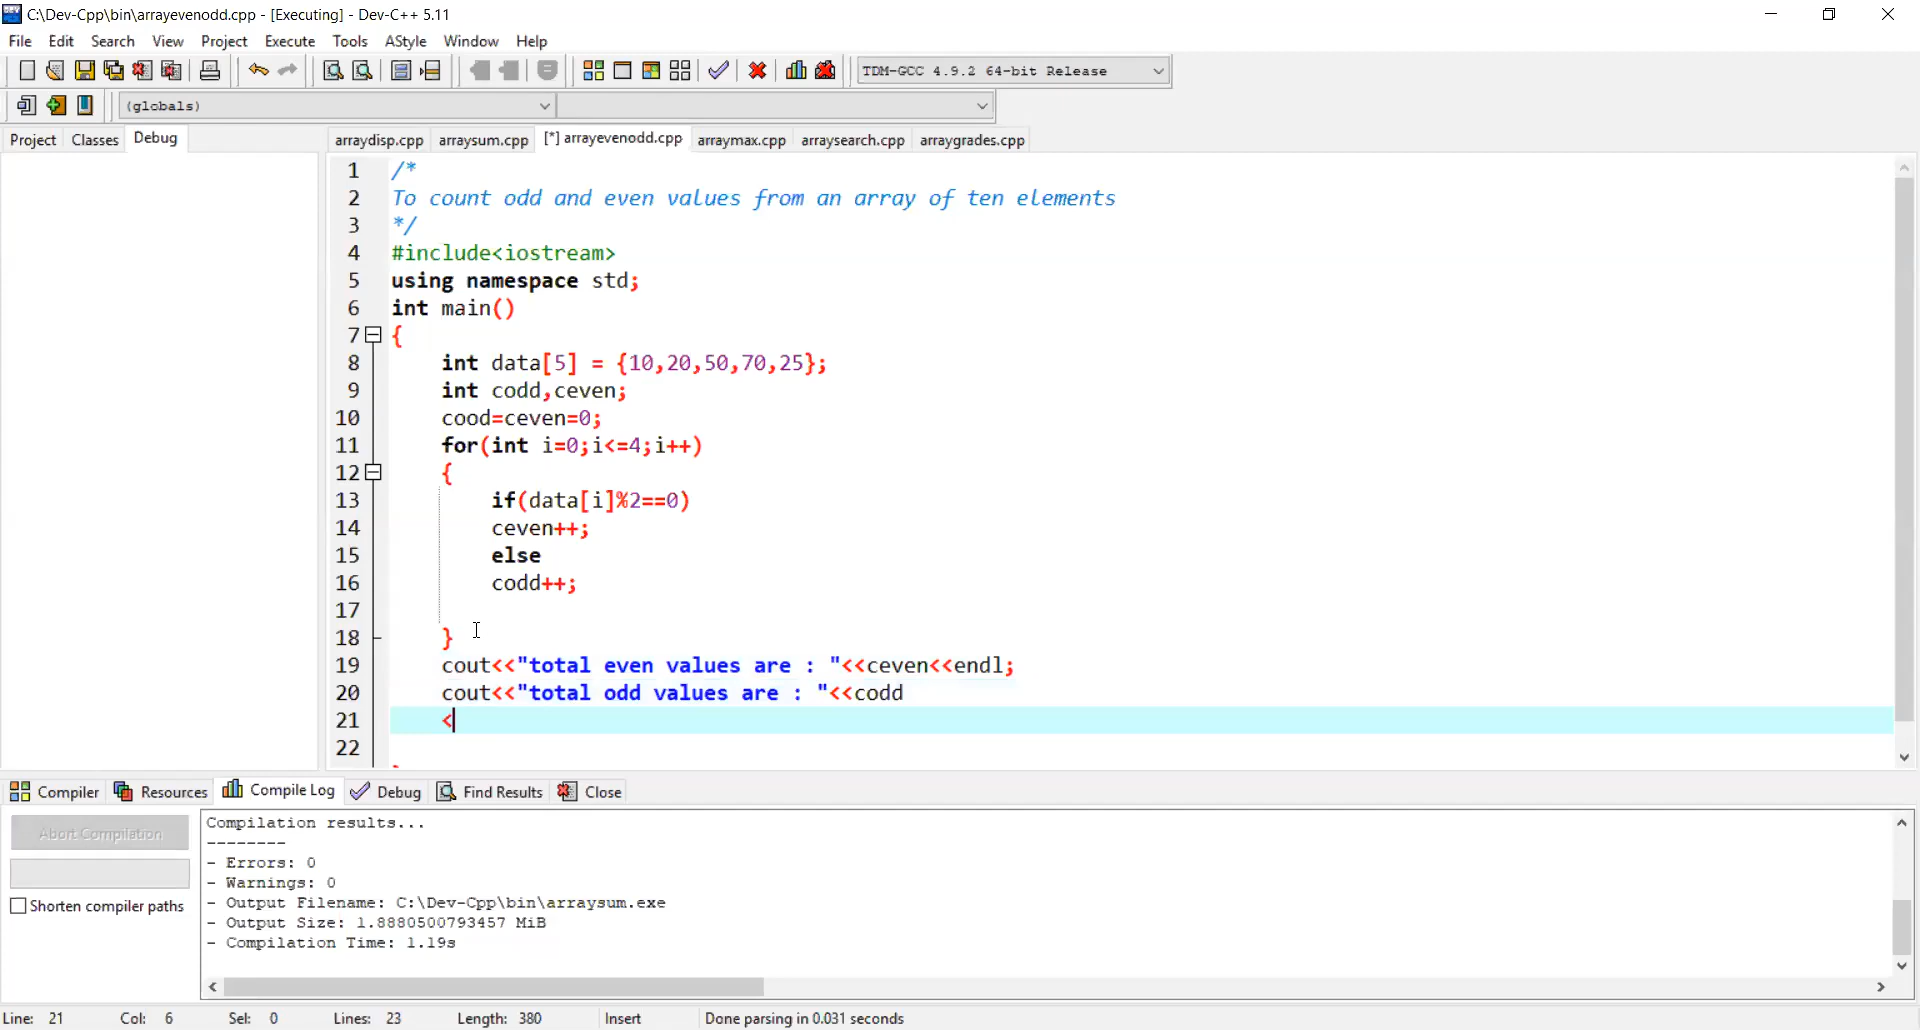 C:\Dev-Cpp\bin\arrayevenodd.cpp - [Executing] - Dev-C++ 5.11
File Edit Search View Project Execute Tools AStyle Window Help
TDM-GCC 4.9.2 64-bit Release
(globals)
Project Classes Debug
arraydisp.cpp arraysum.cpp [*] arrayevenodd.cpp arraymax.cpp arraysearch.cpp arraygrades.cpp
1 /*
2 To count odd and even values from an array of ten elements
3 */
4 #include<iostream>
5 using namespace std;
6 int main()
7 {
8 int data[5] = {10,20,50,70,25};
9 int codd,ceven;
10 cood=ceven=0;
11 for(int i=0;i<=4;i++)
12 {
13 if(data[i]%2==0)
14 ceven++;
15 else
16 codd++;
17
18 }
19 cout<<"total even values are : "<<ceven<<endl;
20 cout<<"total odd values are : "<<codd
21 <
22
Compiler Resources Compile Log Debug Find Results Close
Abort Compilation
Shorten compiler paths
Compilation results...
--------
- Errors: 0
- Warnings: 0
- Output Filename: C:\Dev-Cpp\bin\arraysum.exe
- Output Size: 1.8880500793457 MiB
- Compilation Time: 1.19s
Line: 21 Col: 6 Sel: 0 Lines: 23 Length: 380 Insert Done parsing in 0.031 seconds